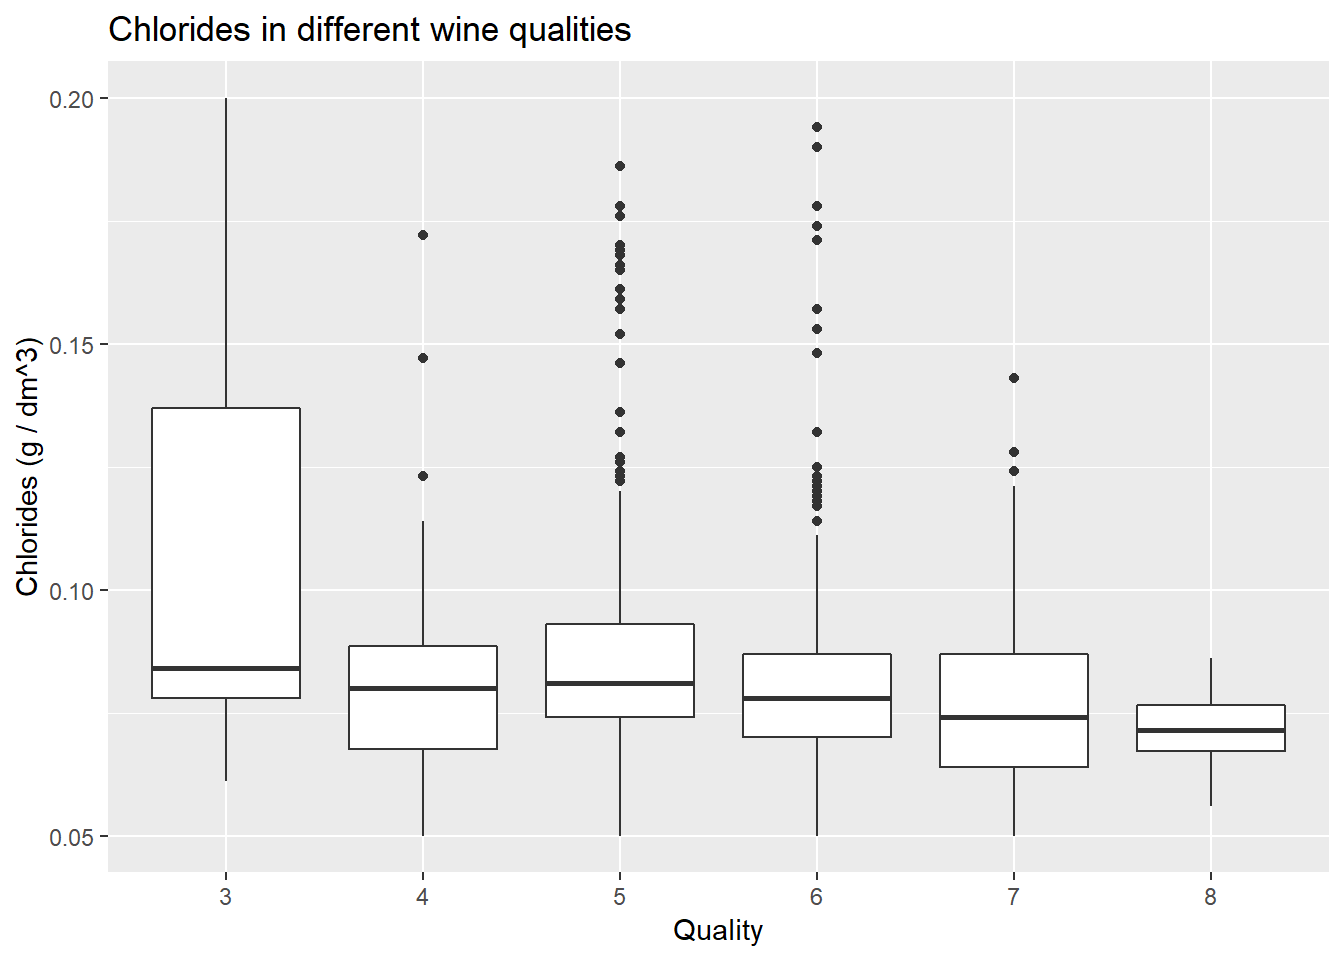 Chlorides in different wine qualities
0.20
0.15
0.10
0.05
Chlorides (g / dm^3)
3 4 5 6 7 8
Quality